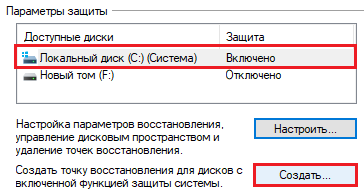 Параметры защиты
Доступные диски Защита
Локальный диск (C:) (Система) Включено
Новый том (F:) Отключено
Настройка параметров восстановления,
управление дисковым пространством и
удаление точек восстановления.
Настроить...
Создать точку восстановления для дисков с
включенной функцией защиты системы.
Создать...